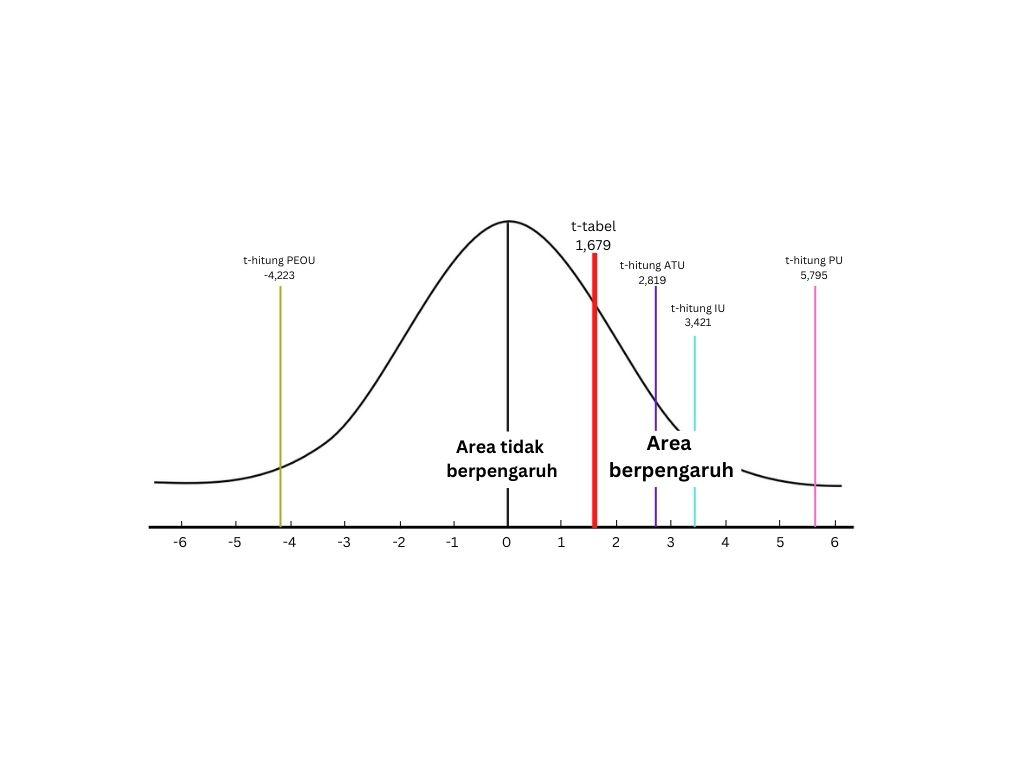 t-tabel
1,679
t-hitung PEOU
-4,223
t-hitung ATU
2,819
t-hitung PU
5,795
t-hitung IU
3,421
Area tidak
berpengaruh
Area
berpengaruh
-6 -5 -4 -3 -2 -1 0 1 2 3 4 5 6